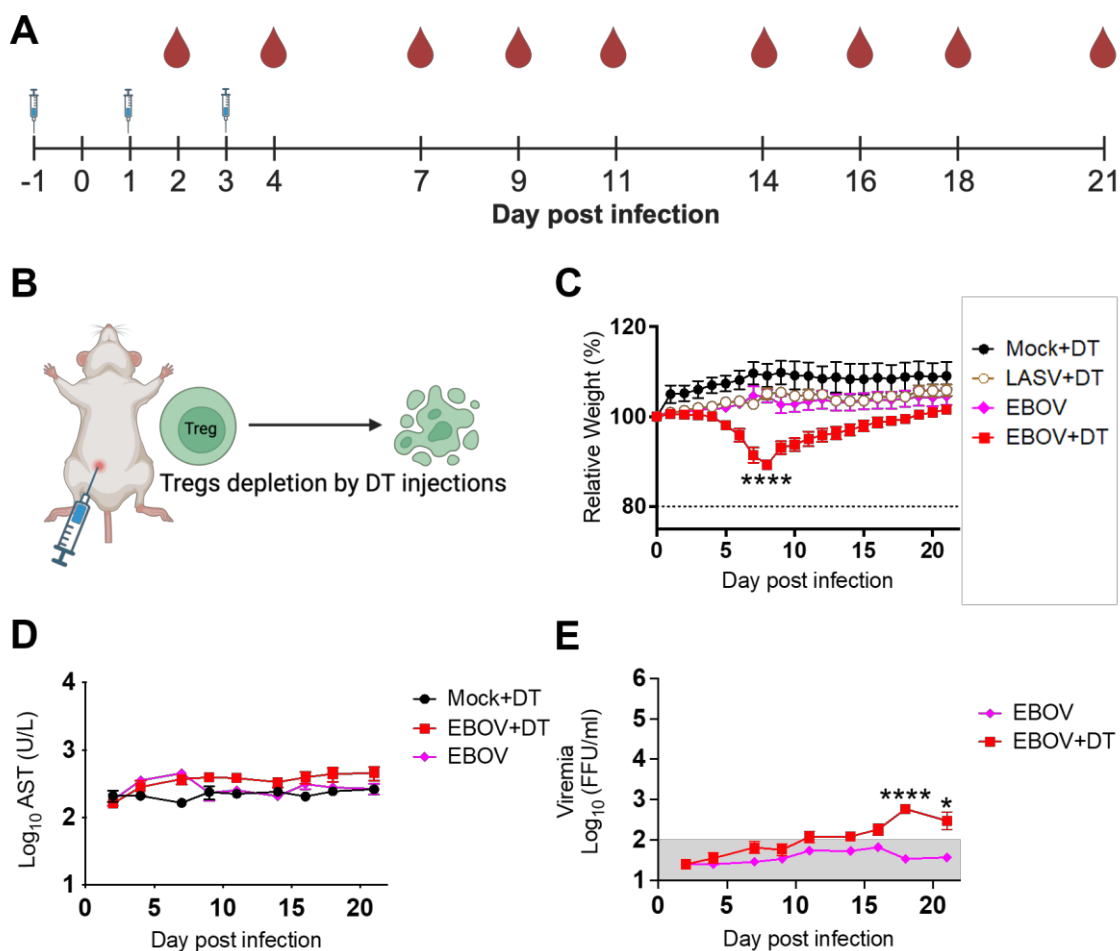 A
-1 0 1 2 3 4 7 9 11 14 16 18 21
Day post infection
B
Treg
Tregs depletion by DT injections
C
120
100
80
Relative Weight (%)
****
0 5 10 15 20
Day post infection
Mock+DT
LASV+DT
EBOV
EBOV+DT
D
4
3
2
1
Log10 AST (U/L)
0 5 10 15 20
Day post infection
Mock+DT
EBOV+DT
EBOV
E
6
5
4
3
2
1
Viremia
Log10 (FFU/ml)
**** *
0 5 10 15 20
Day post infection
EBOV
EBOV+DT